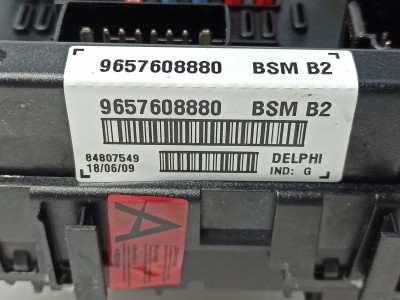 9657608880 BSM B2
9657608880 BSM B2
84807549 DELPHI
18/06/09 IND: G
A